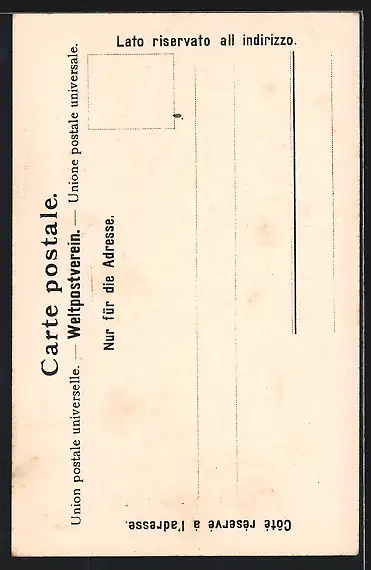 Carte postale.
Union postale universelle. — Weltpostverein. — Unione postale universale.
Nur für die Adresse.
Lato riservato all indirizzo.
Côté réservé à l'adresse.